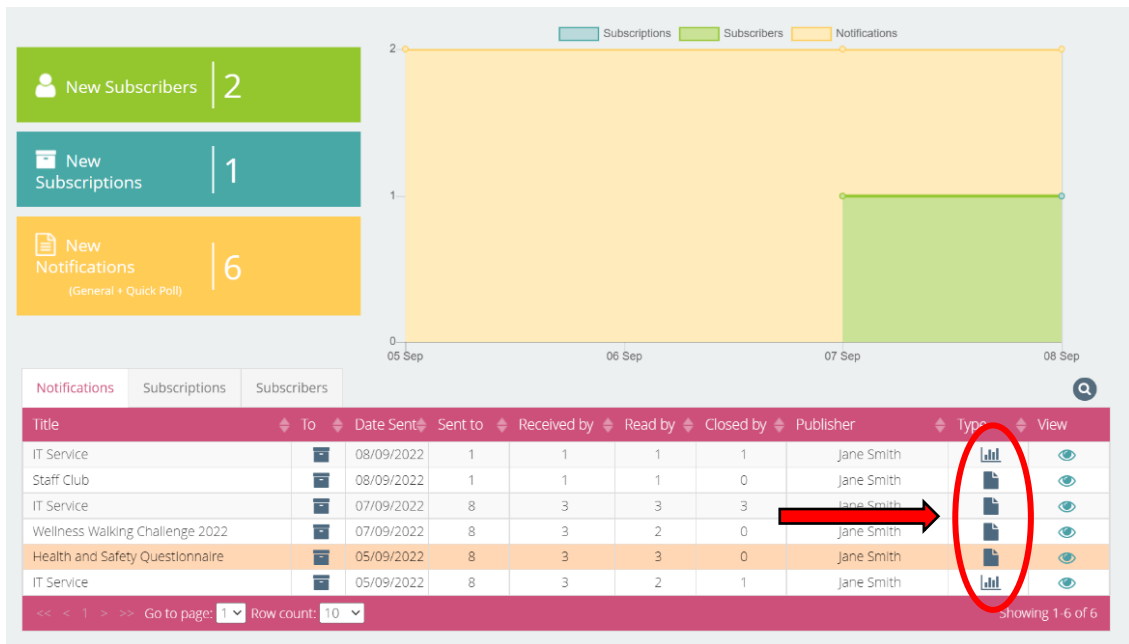 Subscriptions Subscribers Notifications
New Subscribers 2
New
Subscriptions 1
New
Notifications 6
(General + Quick Poll)
2
1
0
05 Sep 06 Sep 07 Sep 08 Sep
Notifications Subscriptions Subscribers
Title To Date Sent Sent to Received by Read by Closed by Publisher Type View
IT Service 08/09/2022 1 1 1 1 Jane Smith
Staff Club 08/09/2022 1 1 1 0 Jane Smith
IT Service 07/09/2022 8 3 3 3 Jane Smith
Wellness Walking Challenge 2022 07/09/2022 8 3 2 0 Jane Smith
Health and Safety Questionnaire 05/09/2022 8 3 3 0 Jane Smith
IT Service 05/09/2022 8 3 2 1 Jane Smith
<< < 1 > >> Go to page: 1 Row count: 10 Showing 1-6 of 6